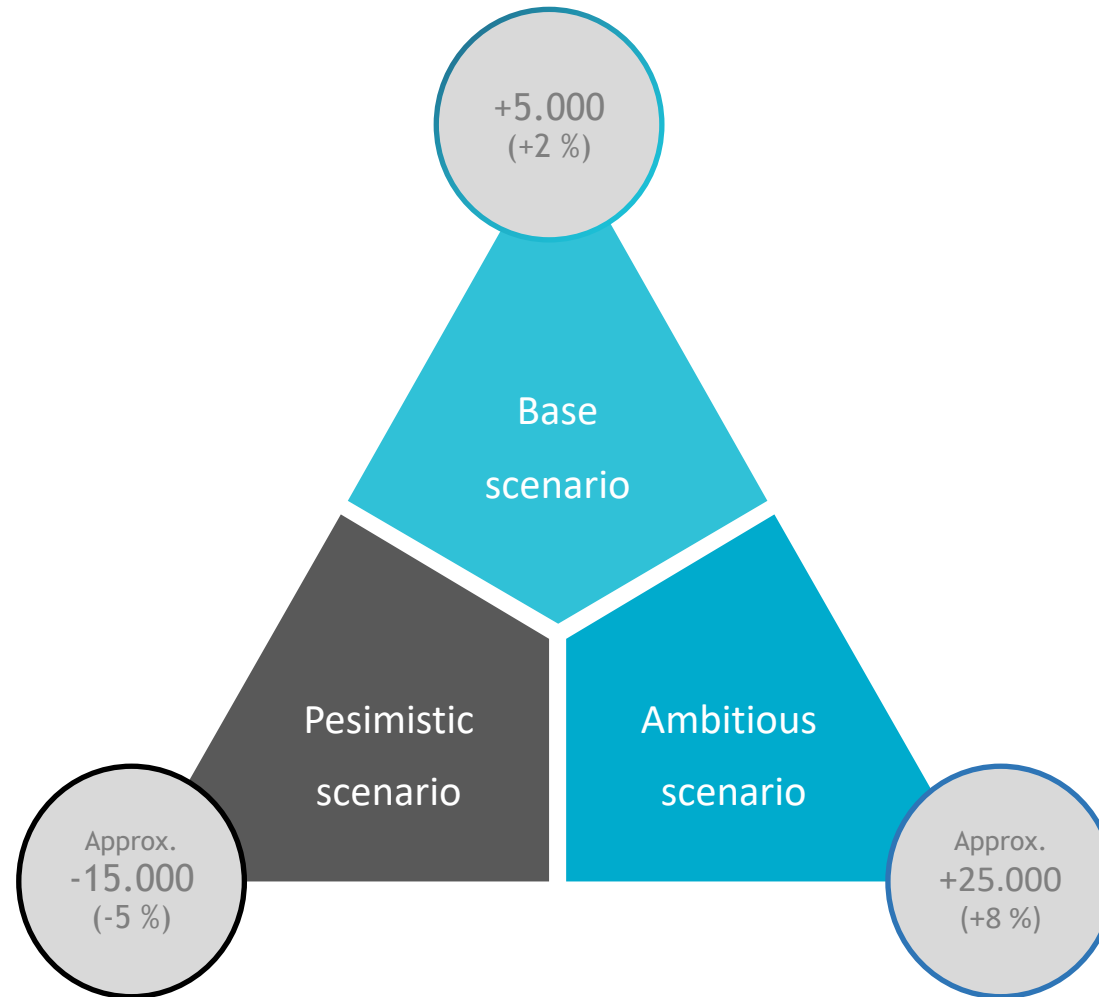 +5.000
(+2 %)
Base
scenario
Pesimistic
scenario
Ambitious
scenario
Approx.
-15.000
(-5 %)
Approx.
+25.000
(+8 %)